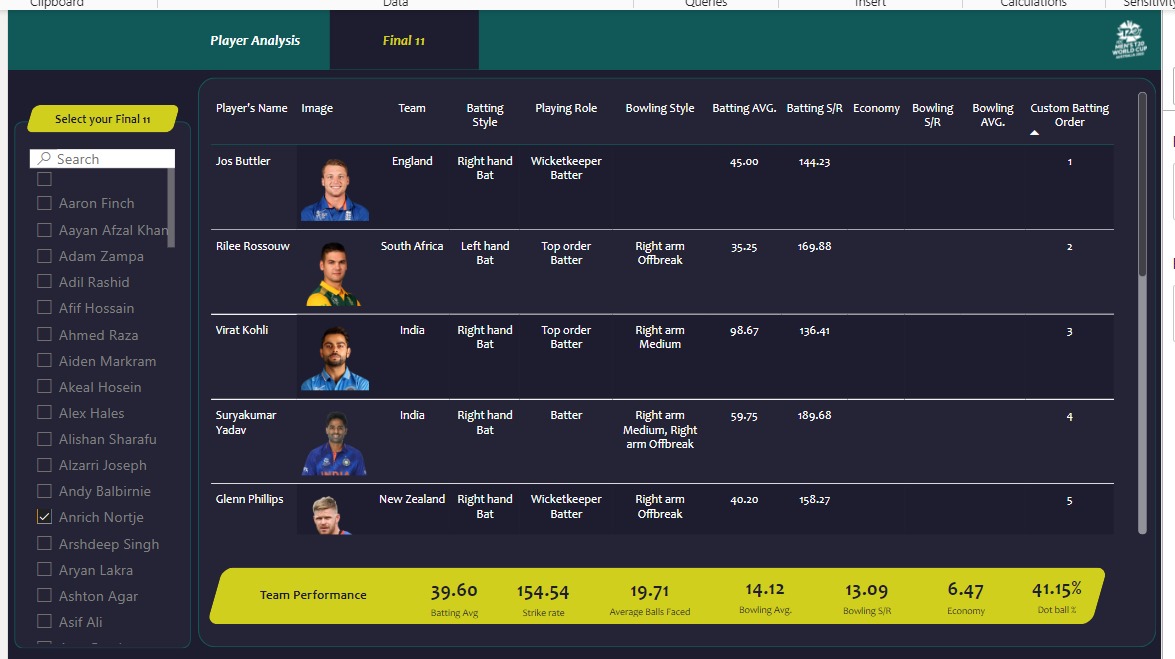 Clipboard Data Queries Insert Calculations Sensitivity
Player Analysis Final 11
T20
MEN'S T20
WORLD CUP
Select your Final 11
Search
Aaron Finch
Aayan Afzal Khan
Adam Zampa
Adil Rashid
Afif Hossain
Ahmed Raza
Aiden Markram
Akeal Hosein
Alex Hales
Alishan Sharafu
Alzarri Joseph
Andy Balbirnie
Anrich Nortje
Arshdeep Singh
Aryan Lakra
Ashton Agar
Asif Ali
Player's Name Image Team Batting Style Playing Role Bowling Style Batting AVG. Batting S/R Economy Bowling S/R Bowling AVG. Custom Batting Order
Jos Buttler England Right hand Bat Wicketkeeper Batter 45.00 144.23 1
Rilee Rossouw South Africa Left hand Bat Top order Batter Right arm Offbreak 35.25 169.88 2
Virat Kohli India Right hand Bat Top order Batter Right arm Medium 98.67 136.41 3
Suryakumar Yadav India Right hand Bat Batter Right arm Medium, Right arm Offbreak 59.75 189.68 4
INDIA
Glenn Phillips New Zealand Right hand Bat Wicketkeeper Batter Right arm Offbreak 40.20 158.27 5
Team Performance
39.60 154.54 19.71 14.12 13.09 6.47 41.15%
Batting Avg Strike rate Average Balls Faced Bowling Avg. Bowling S/R Economy Dot ball %